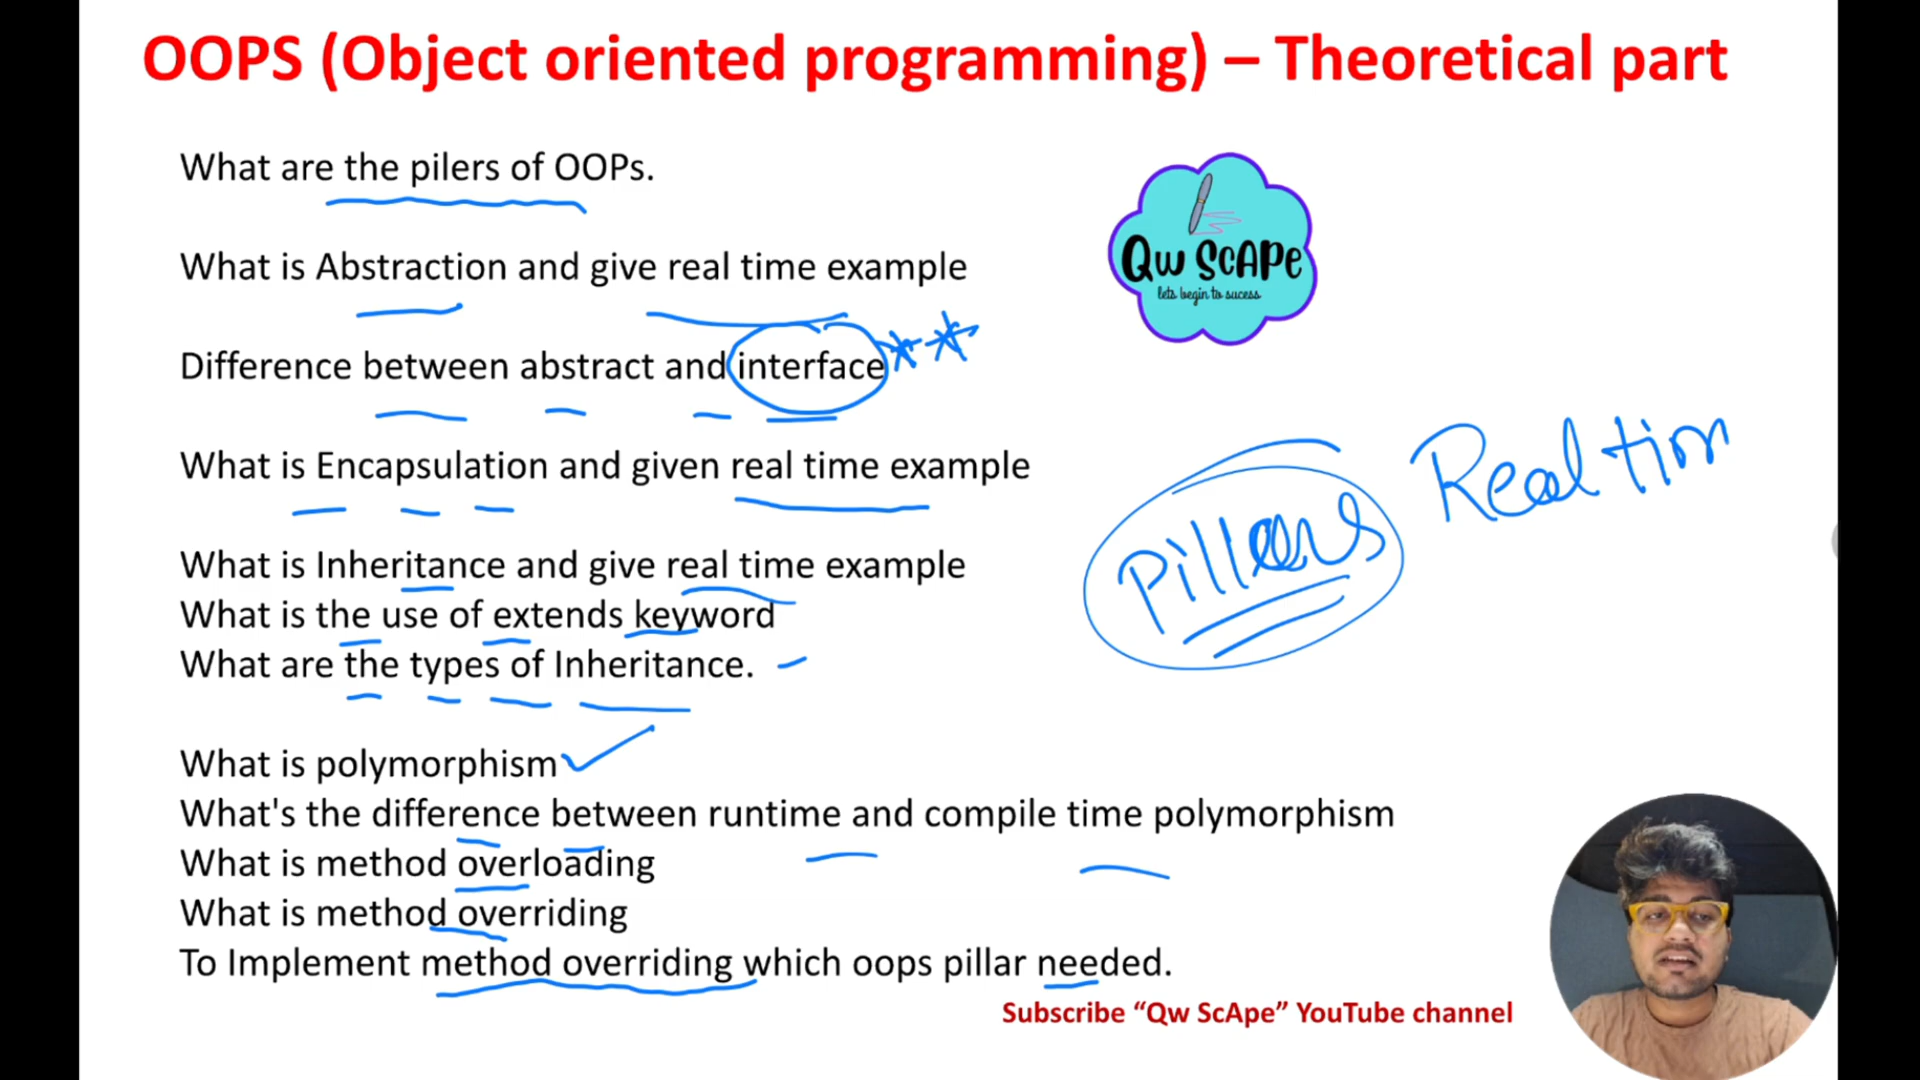 OOPS (Object oriented programming) – Theoretical part
What are the pilers of OOPs.
What is Abstraction and give real time example
Difference between abstract and interface **
What is Encapsulation and given real time example
What is Inheritance and give real time example
What is the use of extends keyword
What are the types of Inheritance.
What is polymorphism
What's the difference between runtime and compile time polymorphism
What is method overloading
What is method overriding
To Implement method overriding which oops pillar needed.
Qw ScAPe
lets begin to sucess
Pillars
Real tim
Subscribe “Qw ScApe” YouTube channel